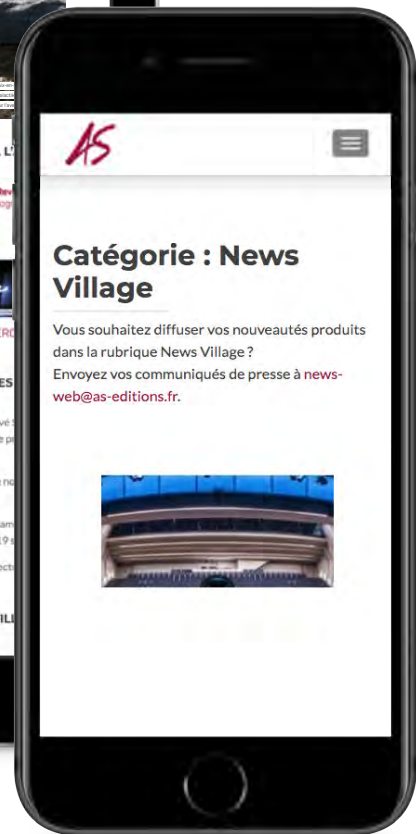 AS
Catégorie : News
Village
Vous souhaitez diffuser vos nouveautés produits
dans la rubrique News Village ?
Envoyez vos communiqués de presse à news-
web@as-editions.fr.